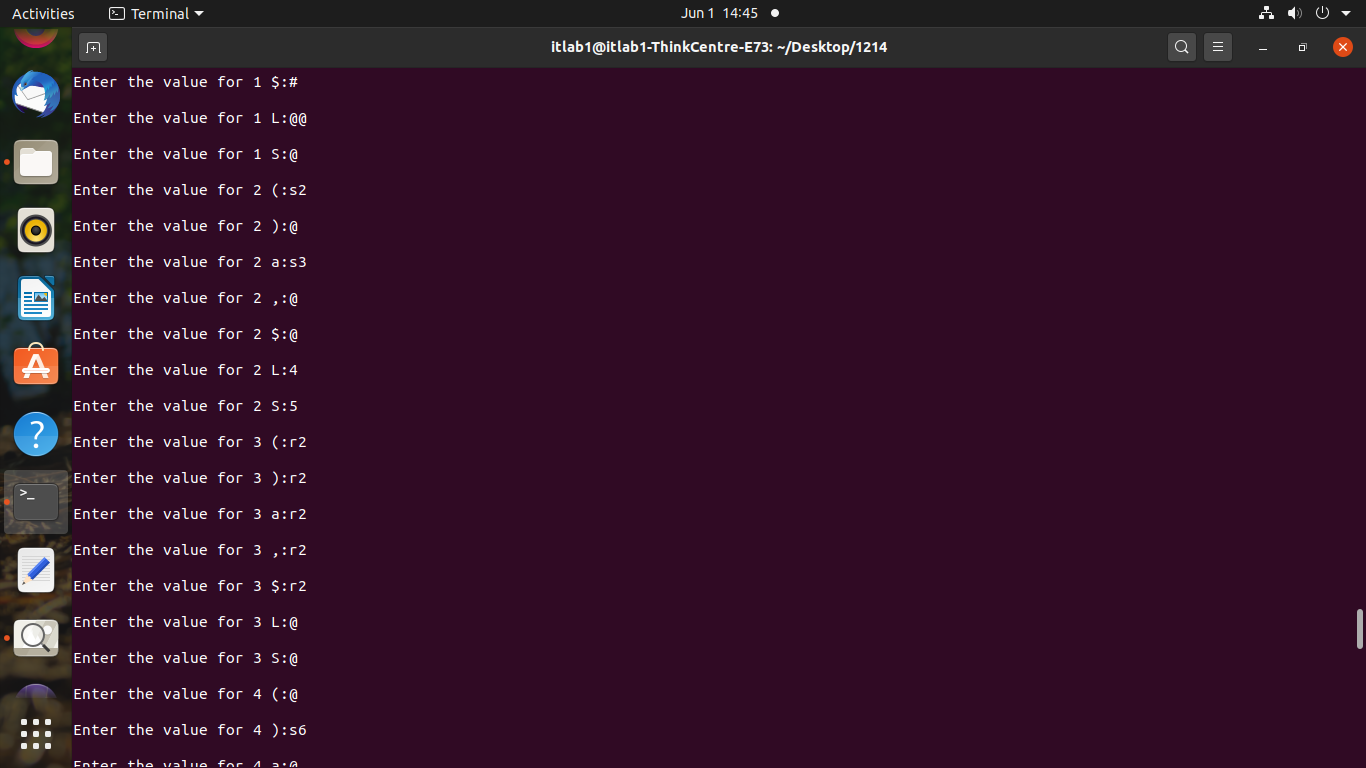 Activities Terminal Jun 1 14:45
itlab1@itlab1-ThinkCentre-E73: ~/Desktop/1214
Enter the value for 1 $:#
Enter the value for 1 L:@@
Enter the value for 1 S:@
Enter the value for 2 (:s2
Enter the value for 2 ):@
Enter the value for 2 a:s3
Enter the value for 2 ,:@
Enter the value for 2 $:@
Enter the value for 2 L:4
Enter the value for 2 S:5
Enter the value for 3 (:r2
Enter the value for 3 ):r2
Enter the value for 3 a:r2
Enter the value for 3 ,:r2
Enter the value for 3 $:r2
Enter the value for 3 L:@
Enter the value for 3 S:@
Enter the value for 4 (:@
Enter the value for 4 ):s6
Enter the value for 4 a:@